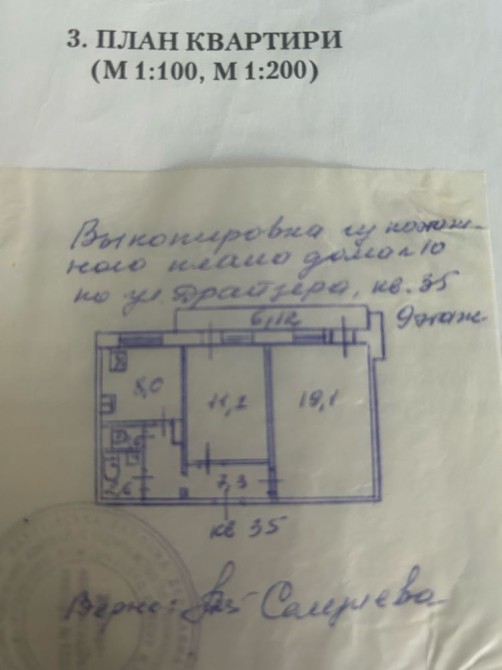 3. ПЛАН КВАРТИРИ
(М 1:100, М 1:200)
Выкопировка из поэтаж-
ного плана дома №10
по ул Драйзера, кв. 35
6,12
9 этаж
8,0
11,2
19,1
7,3
кв 35
Верно: